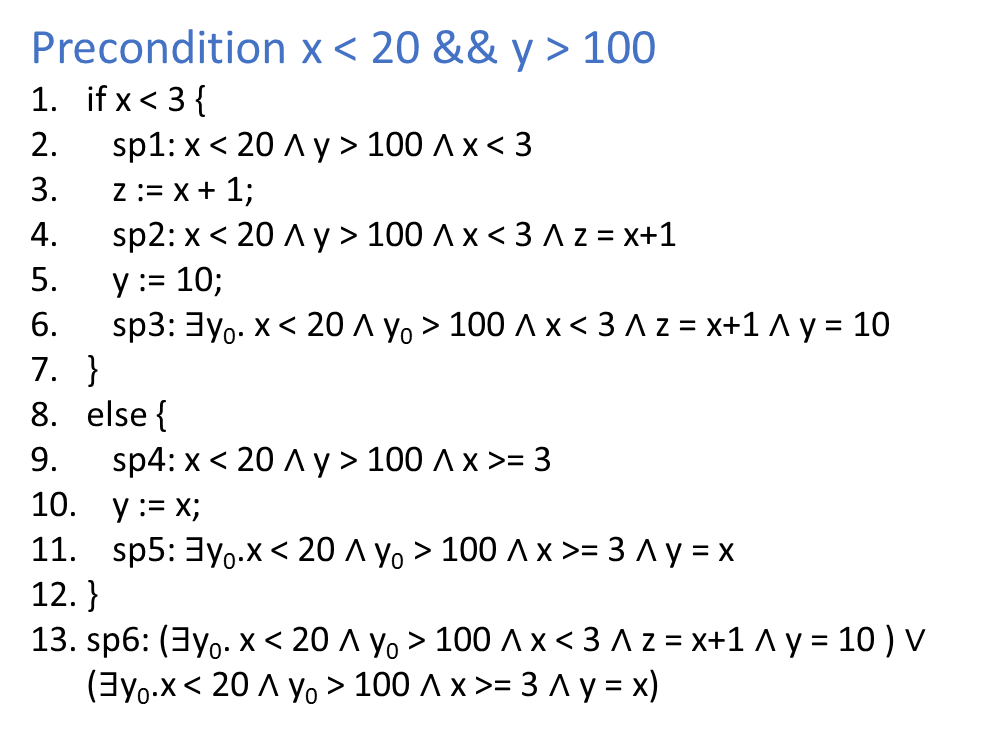 Precondition x < 20 && y > 100
1. if x < 3 {
2. sp1: x < 20 ∧ y > 100 ∧ x < 3
3. z := x + 1;
4. sp2: x < 20 ∧ y > 100 ∧ x < 3 ∧ z = x+1
5. y := 10;
6. sp3: ∃y₀. x < 20 ∧ y₀ > 100 ∧ x < 3 ∧ z = x+1 ∧ y = 10
7. }
8. else {
9. sp4: x < 20 ∧ y > 100 ∧ x >= 3
10. y := x;
11. sp5: ∃y₀.x < 20 ∧ y₀ > 100 ∧ x >= 3 ∧ y = x
12. }
13. sp6: (∃y₀. x < 20 ∧ y₀ > 100 ∧ x < 3 ∧ z = x+1 ∧ y = 10 ) ∨
(∃y₀.x < 20 ∧ y₀ > 100 ∧ x >= 3 ∧ y = x)